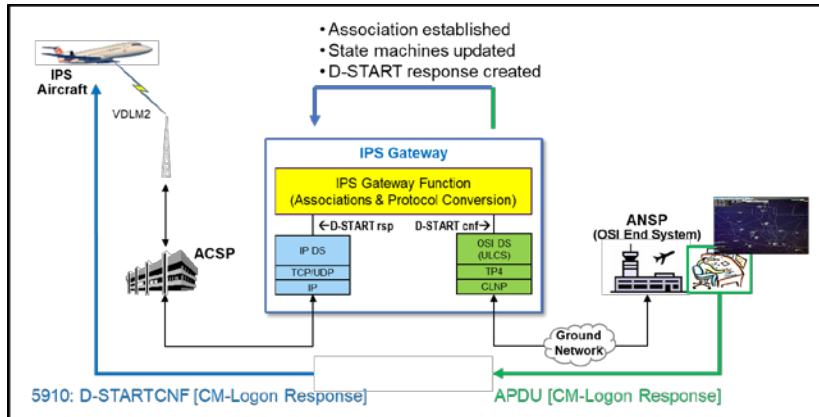 • Association established
• State machines updated
• D-START response created
IPS
Aircraft
VDLM2
IPS Gateway
IPS Gateway Function
(Associations & Protocol Conversion)
←D-START rsp
D-START cnf→
ACSP
IP DS
TCP/UDP
IP
OSI DS
(ULCS)
TP4
CLNP
ANSP
(OSI End System)
Ground
Network
5910: D-STARTCNF [CM-Logon Response]
APDU [CM-Logon Response]